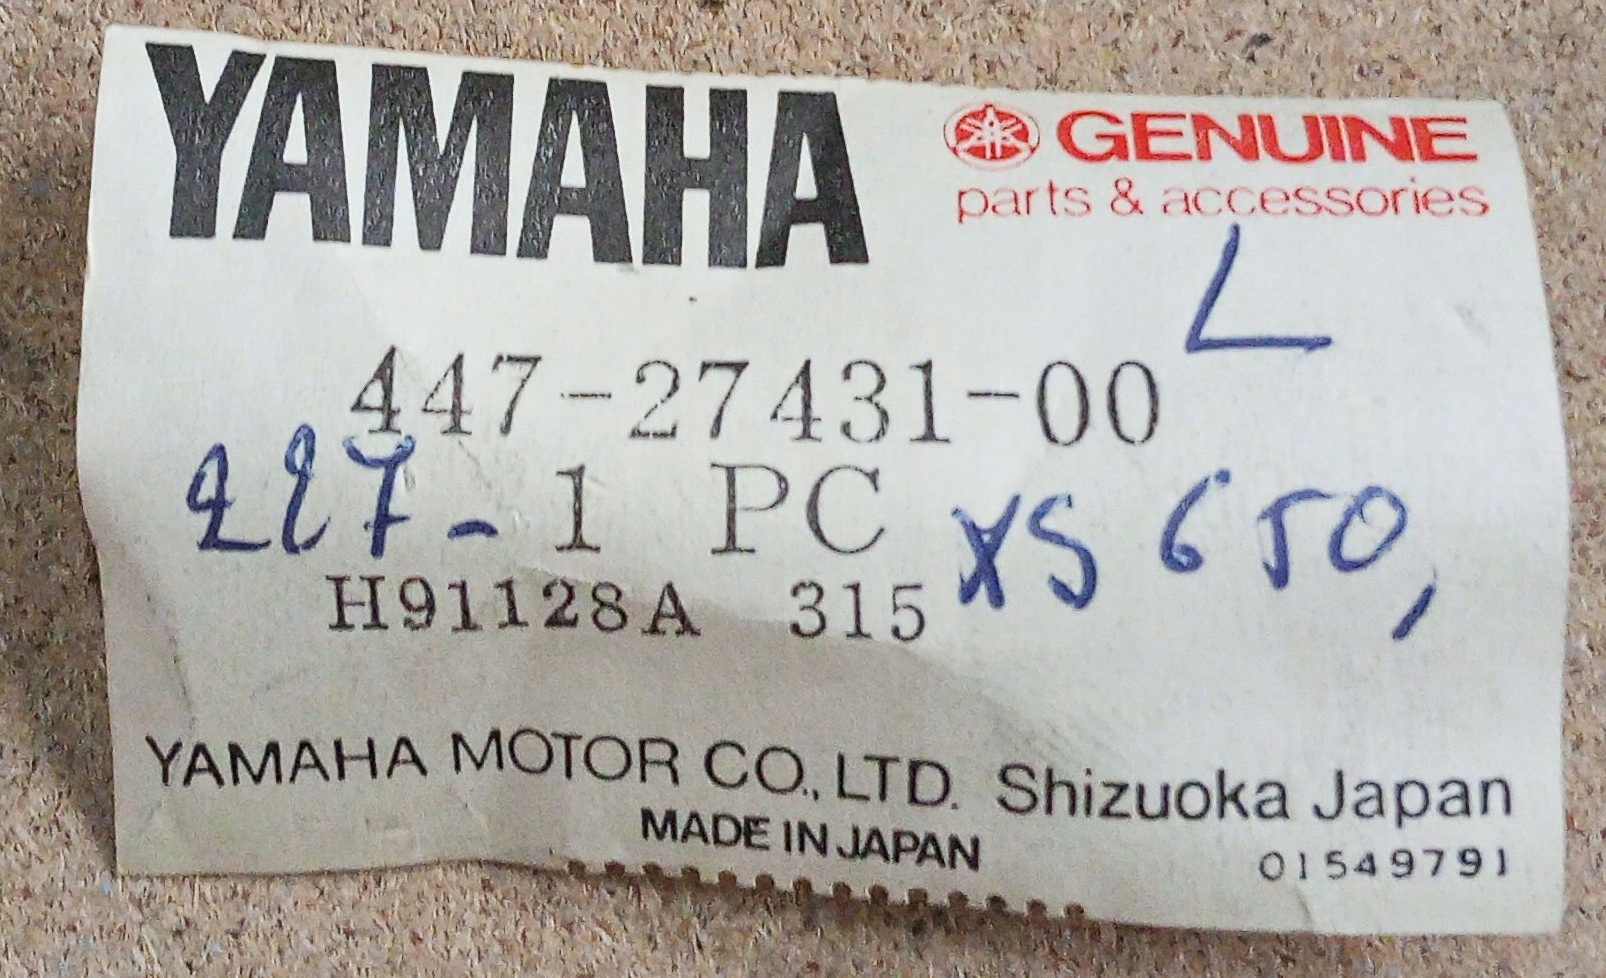 YAMAHA
GENUINE
parts & accessories
L
447-27431-00
227-
1 PC
XS 650,
H91128A 315
YAMAHA MOTOR CO., LTD. Shizuoka Japan
MADE IN JAPAN
01549791